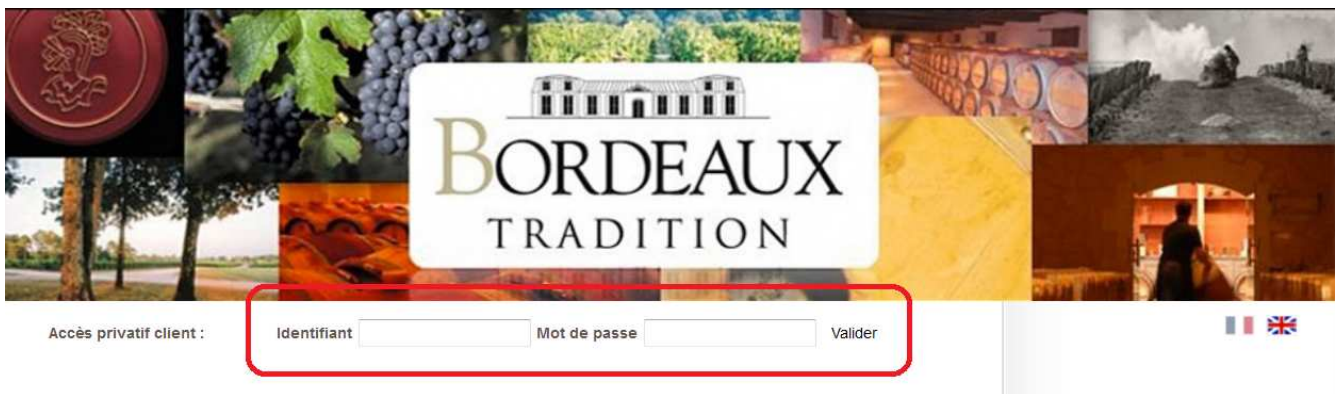 BORDEAUX
TRADITION
Accès privatif client : Identifiant Mot de passe Valider